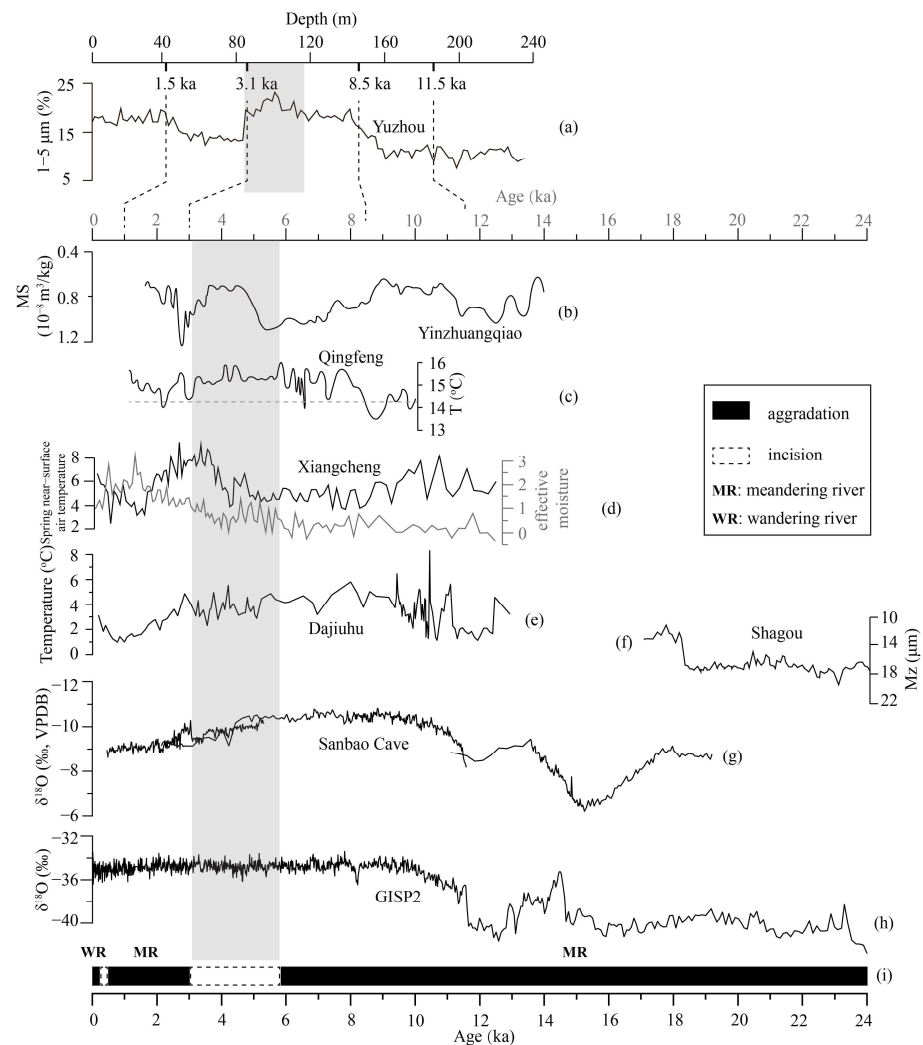 Depth (m)
0 40 80 120 160 200 240
1.5 ka 3.1 ka 8.5 ka 11.5 ka
25
15
5
1−5 μm (%)
Yuzhou
(a)
Age (ka)
0 2 4 6 8 10 12 14 16 18 20 22 24
0.4
0.8
1.2
MS
(10⁻⁸ m³/kg)
Yinzhuangqiao
(b)
Qingfeng
16
15
14
13
T (°C)
(c)
8
6
4
2
Spring near−surface
air temperature
Xiangcheng
3
2
1
0
effective
moisture
(d)
aggradation
incision
MR: meandering river
WR: wandering river
8
6
4
2
0
Temperature (°C)
Dajiuhu
(e)
(f)
Shagou
10
14
18
22
Mz (μm)
−12
−10
−8
−6
δ¹⁸O (‰, VPDB)
Sanbao Cave
(g)
−32
−36
−40
δ¹⁸O (‰)
GISP2
(h)
WR MR MR
(i)
0 2 4 6 8 10 12 14 16 18 20 22 24
Age (ka)